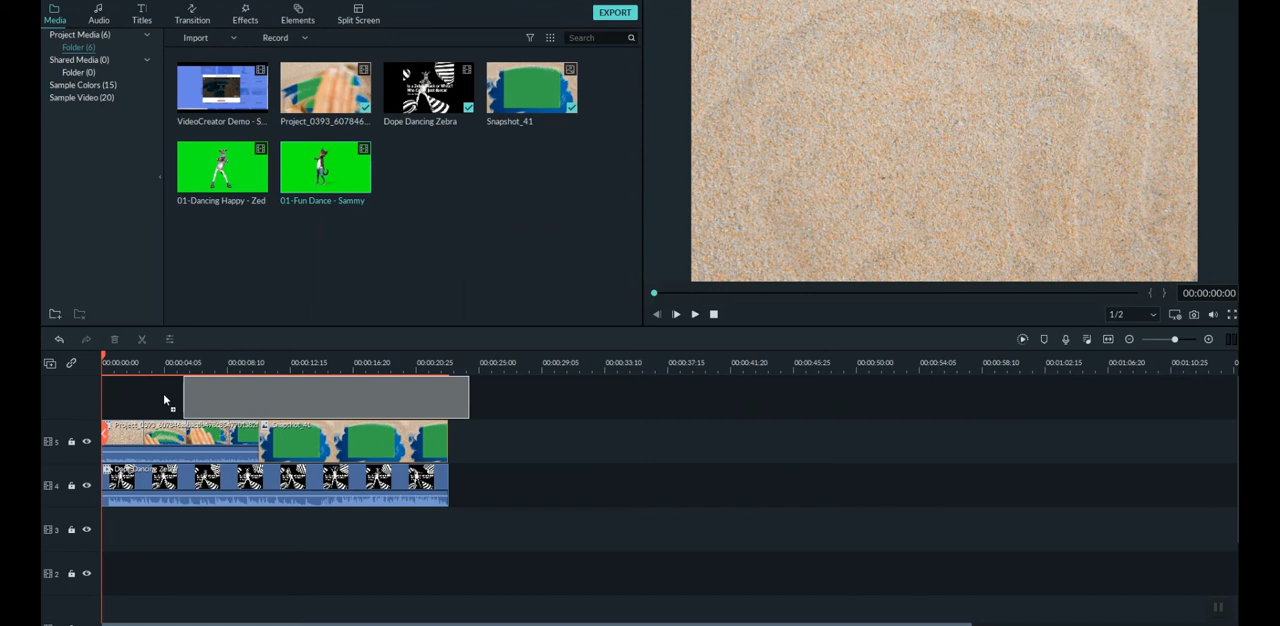 Media Audio Titles Transition Effects Elements Split Screen EXPORT
Project Media (6) Import Record Search
Folder (6)
Shared Media (0)
Folder (0)
Sample Colors (15)
Sample Video (20)
VideoCreator Demo - S... Project_0393_607846... Dope Dancing Zebra Snapshot_41
01-Dancing Happy - Zed 01-Fun Dance - Sammy
00:00:00:00
1/2
00:00:00:00 00:00:04:05 00:00:08:10 00:00:12:15 00:00:16:20 00:00:20:25 00:00:25:00 00:00:29:05 00:00:33:10 00:00:37:15 00:00:41:20 00:00:45:25 00:00:50:00 00:00:54:05 00:00:58:10 00:01:02:15 00:01:06:20 00:01:10:25
Snapshot_41
5
Dope Dancing Zebra
4
3
2